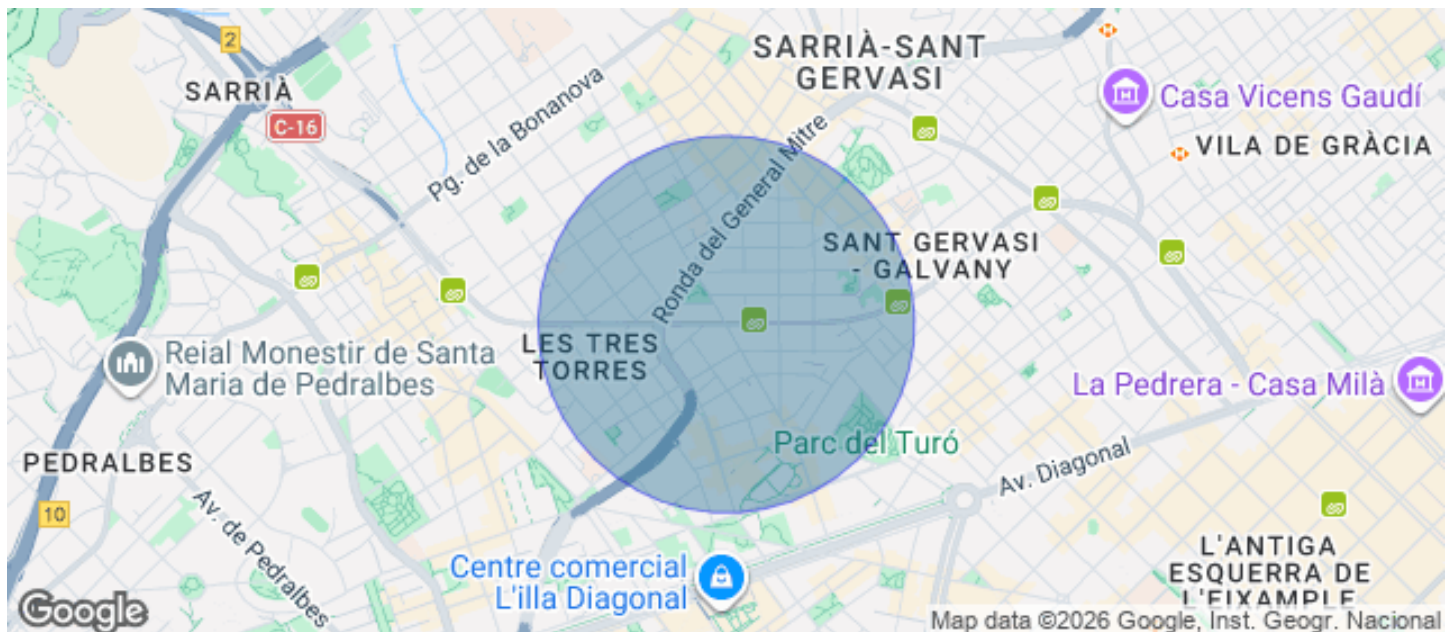 2
SARRIÀ-SANT
GERVASI
SARRIÀ
Casa Vicens Gaudí
C-16
Pg. de la Bonanova
Ronda del General Mitre
VILA DE GRÀCIA
SANT GERVASI
- GALVANY
LES TRES
TORRES
Reial Monestir de Santa
Maria de Pedralbes
La Pedrera - Casa Milà
Parc del Turó
PEDRALBES
Av. Diagonal
10
Av. de Pedralbes
Centre comercial
L'illa Diagonal
L'ANTIGA
ESQUERRA DE
L'EIXAMPLE
Google
Map data ©2026 Google, Inst. Geogr. Nacional